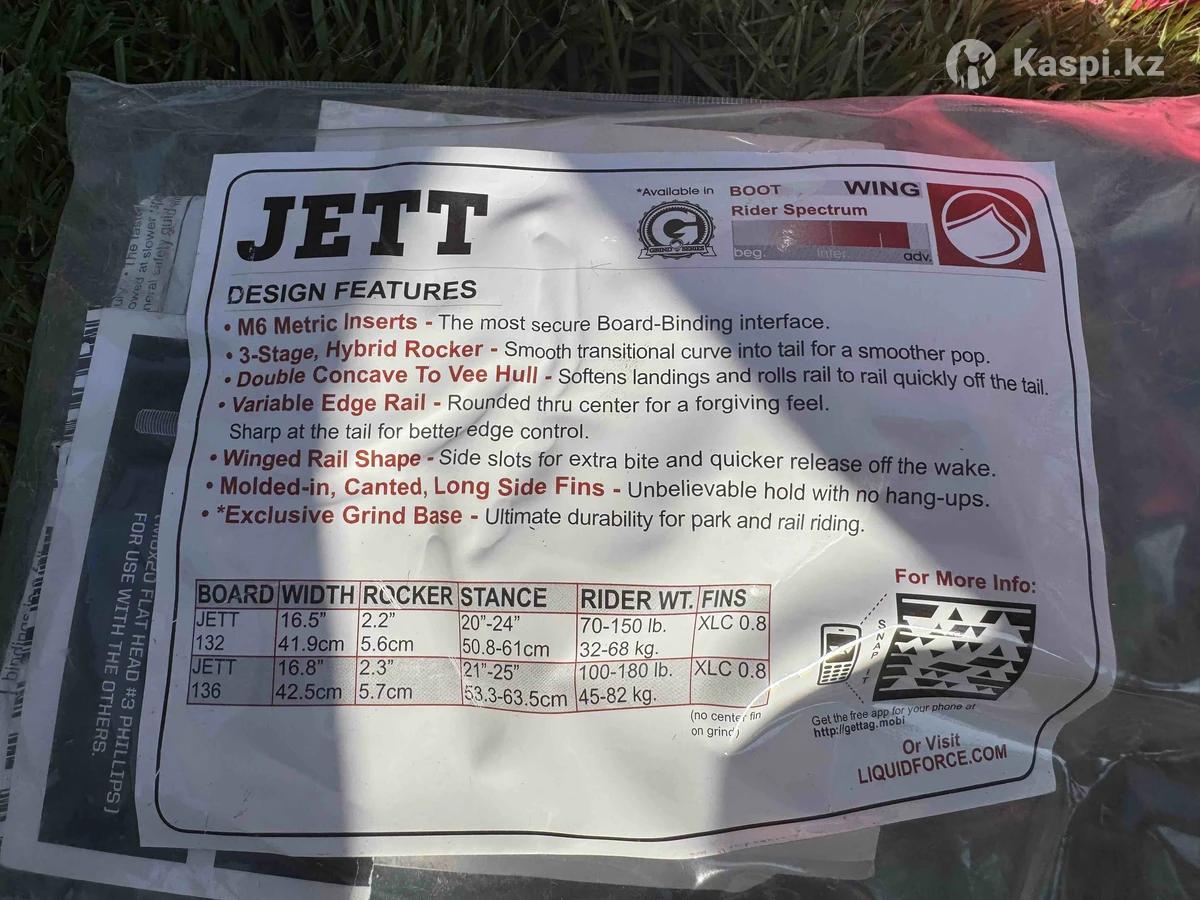 Kaspi.kz
JETT
*Available in
GRIND SERIES
BOOT WING
Rider Spectrum
beg. inter. adv.
DESIGN FEATURES
• M6 Metric Inserts - The most secure Board-Binding interface.
• 3-Stage, Hybrid Rocker - Smooth transitional curve into tail for a smoother pop.
• Double Concave To Vee Hull - Softens landings and rolls rail to rail quickly off the tail.
• Variable Edge Rail - Rounded thru center for a forgiving feel.
Sharp at the tail for better edge control.
• Winged Rail Shape - Side slots for extra bite and quicker release off the wake.
• Molded-in, Canted, Long Side Fins - Unbelievable hold with no hang-ups.
• *Exclusive Grind Base - Ultimate durability for park and rail riding.
BOARD WIDTH ROCKER STANCE RIDER WT. FINS
JETT 16.5” 2.2” 20”-24” 70-150 lb. XLC 0.8
132 41.9cm 5.6cm 50.8-61cm 32-68 kg.
JETT 16.8” 2.3” 21”-25” 100-180 lb. XLC 0.8
136 42.5cm 5.7cm 53.3-63.5cm 45-82 kg.
(no center fin
on grind)
For More Info:
SNAP IT
Get the free app for your phone at
http://gettag.mobi
Or Visit
LIQUIDFORCE.COM
owed at slower
FLAT HEAD #3 PHILLIPS)
FOR USE WITH THE OTHERS.